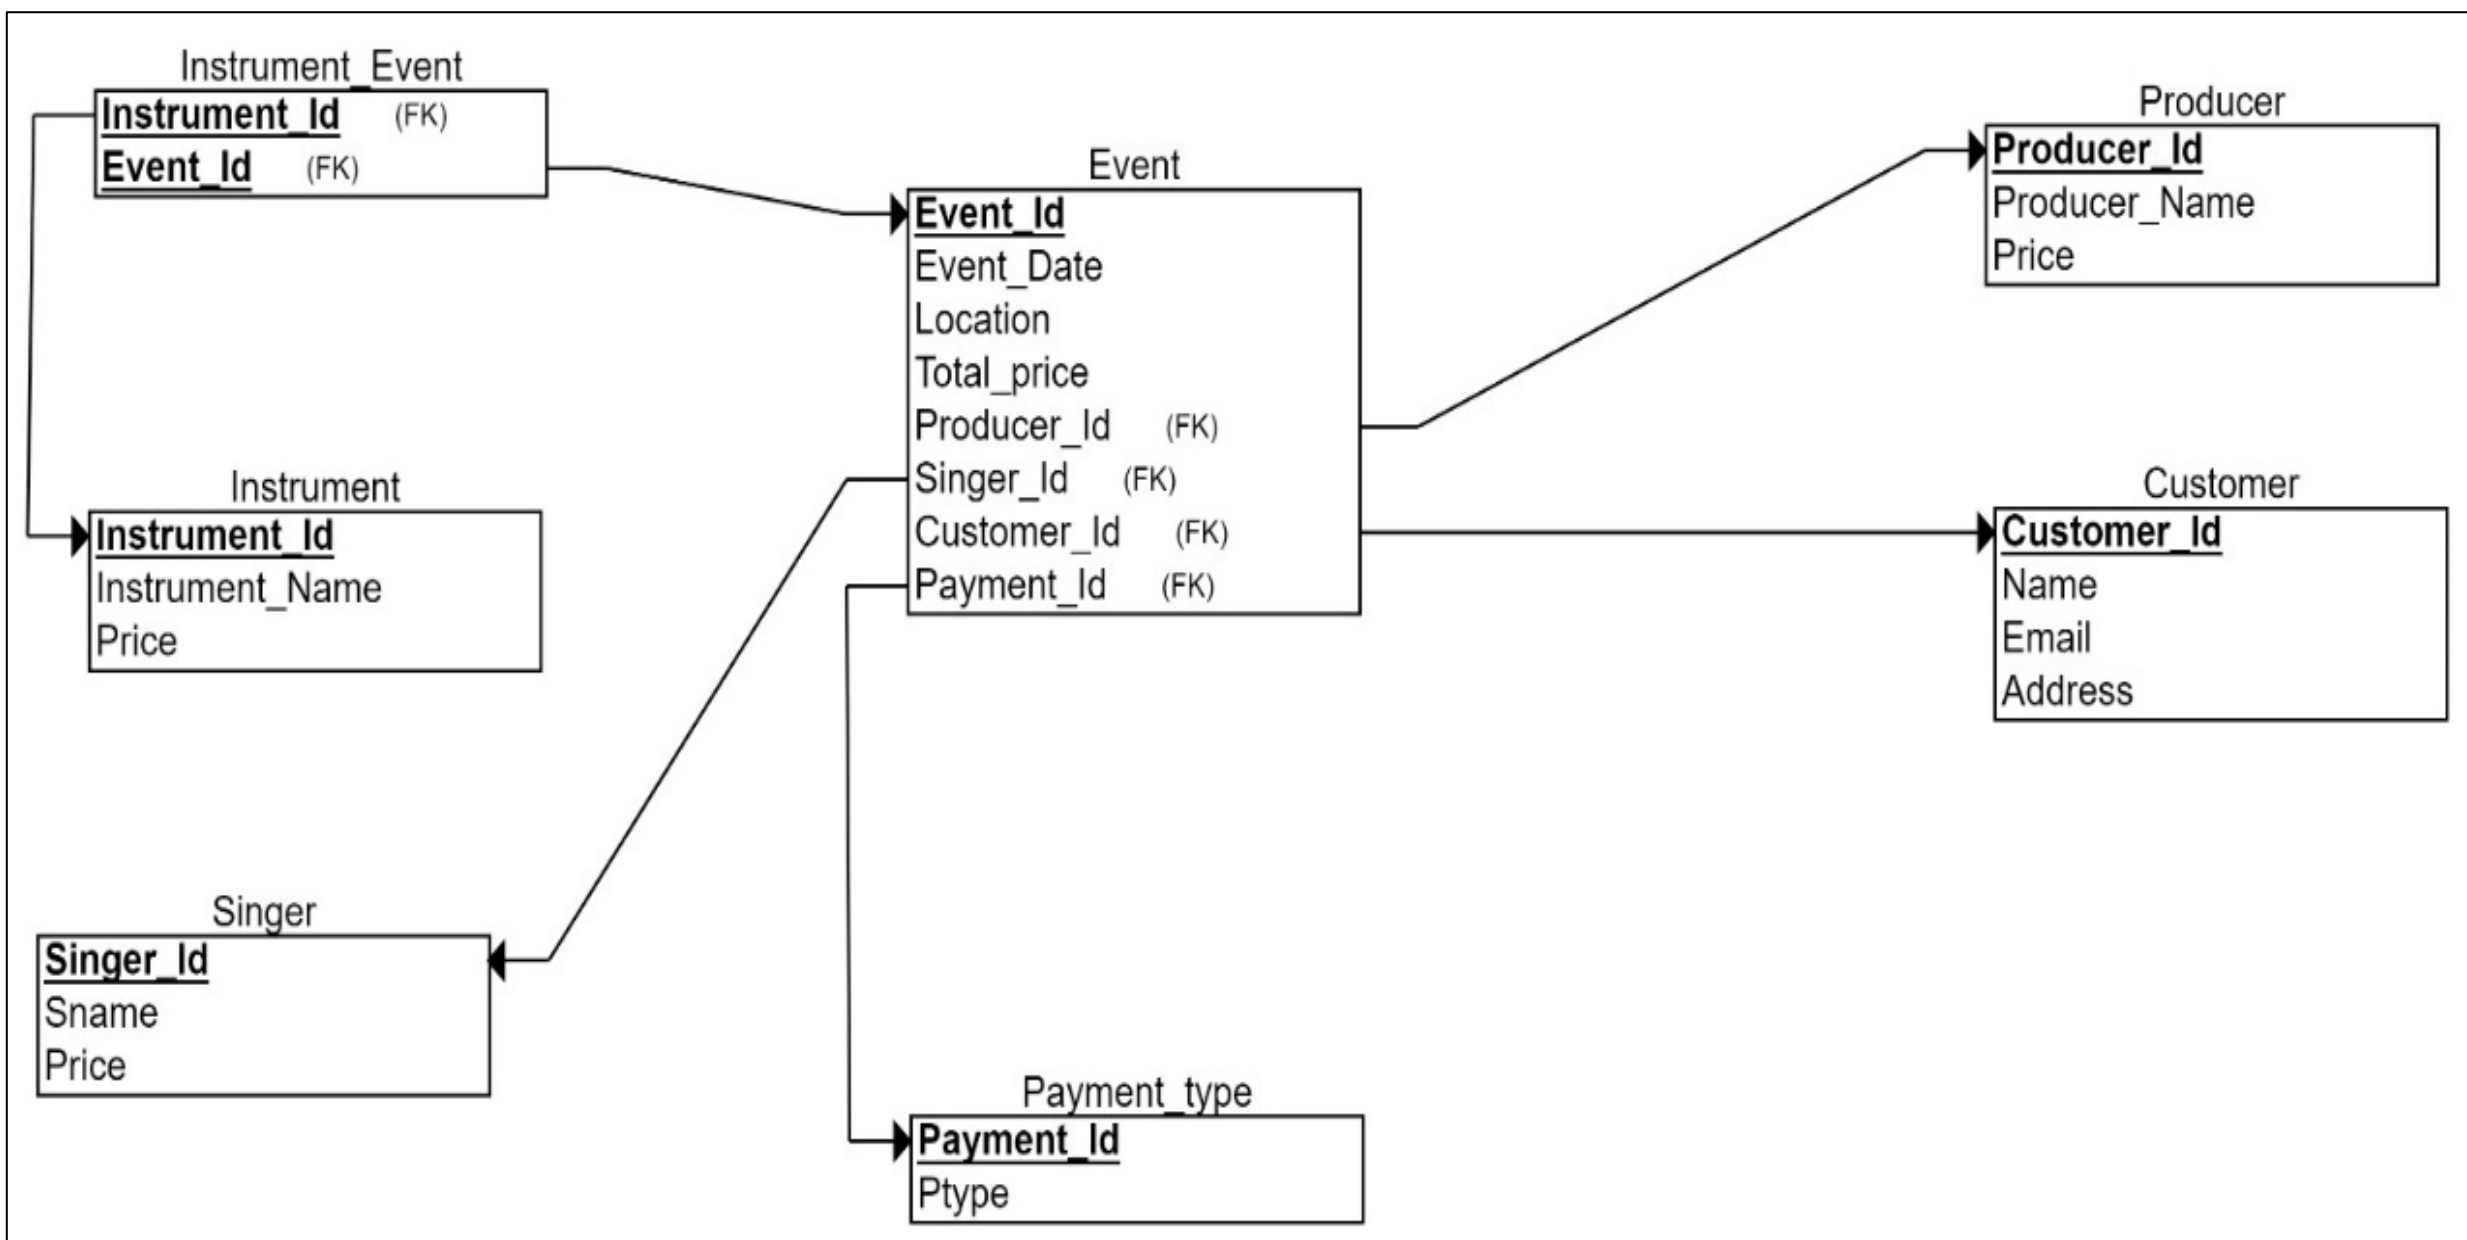 Instrument_Event
Instrument_Id (FK)
Event_Id (FK)
Instrument
Instrument_Id
Instrument_Name
Price
Singer
Singer_Id
Sname
Price
Event
Event_Id
Event_Date
Location
Total_price
Producer_Id (FK)
Singer_Id (FK)
Customer_Id (FK)
Payment_Id (FK)
Payment_type
Payment_Id
Ptype
Producer
Producer_Id
Producer_Name
Price
Customer
Customer_Id
Name
Email
Address